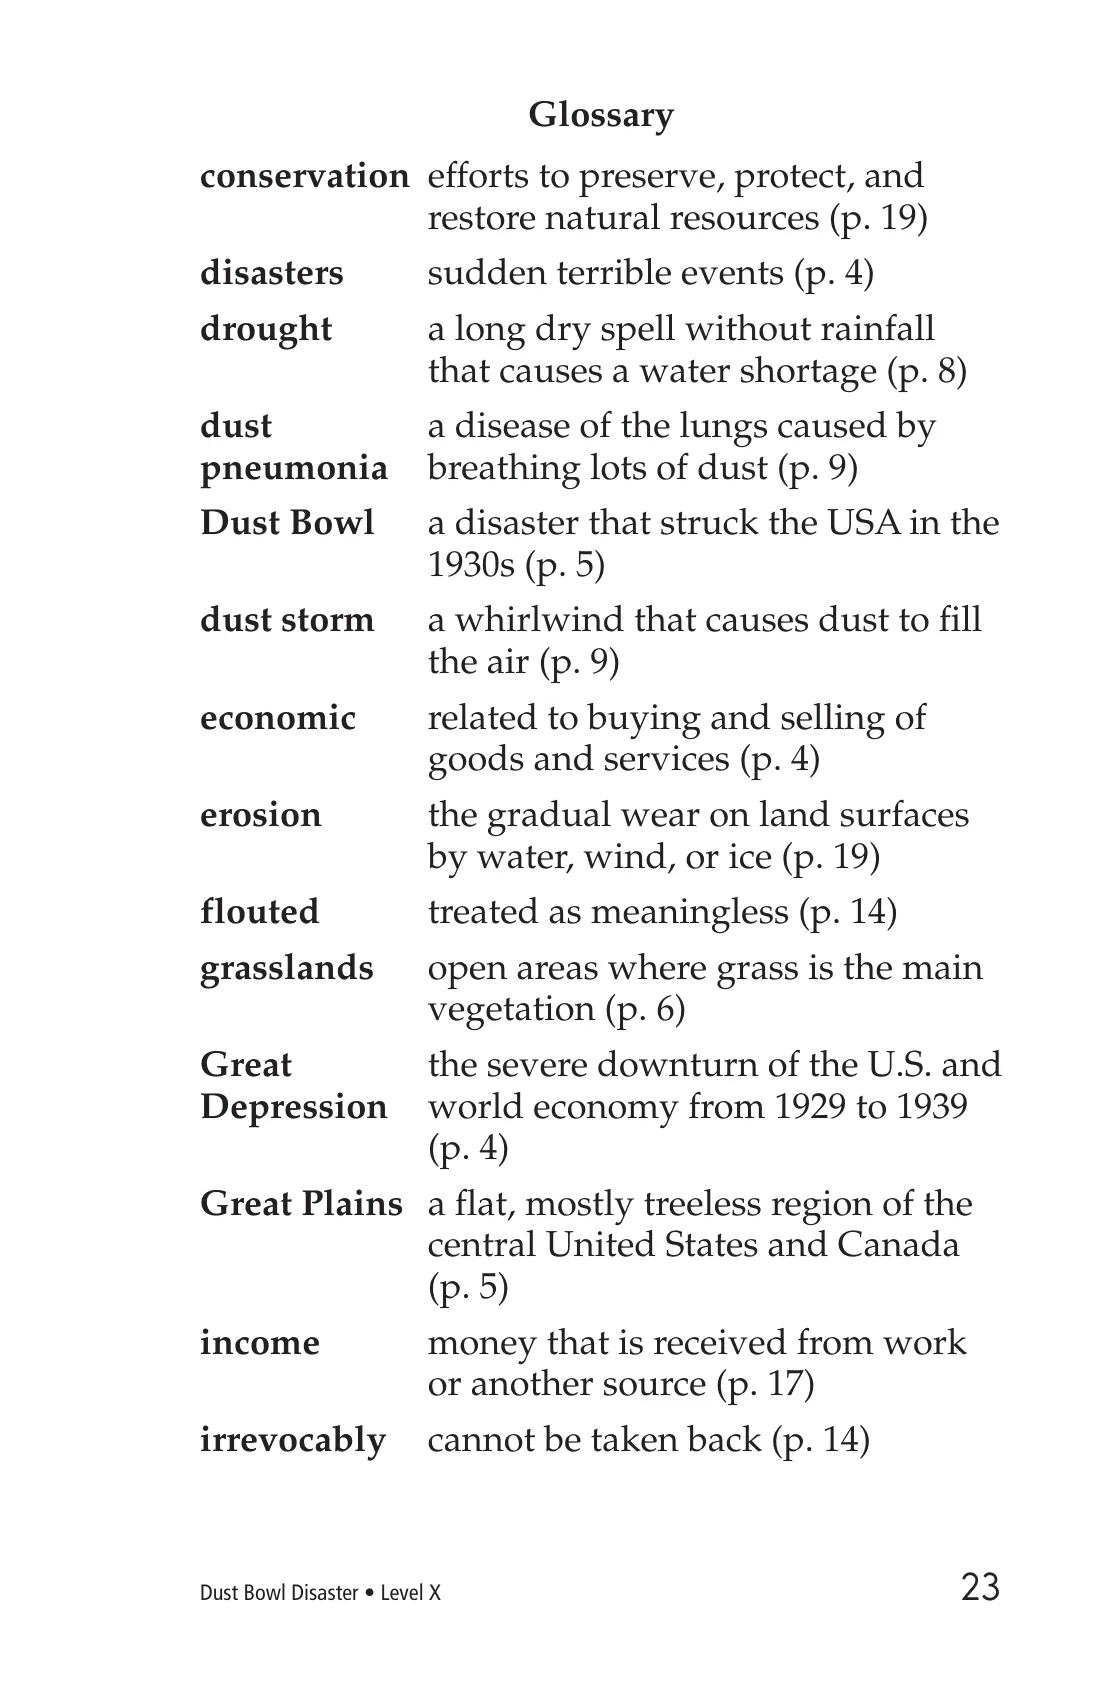 Glossary
conservation efforts to preserve, protect, and
restore natural resources (p. 19)
disasters sudden terrible events (p. 4)
drought a long dry spell without rainfall
that causes a water shortage (p. 8)
dust a disease of the lungs caused by
pneumonia breathing lots of dust (p. 9)
Dust Bowl a disaster that struck the USA in the
1930s (p. 5)
dust storm a whirlwind that causes dust to fill
the air (p. 9)
economic related to buying and selling of
goods and services (p. 4)
erosion the gradual wear on land surfaces
by water, wind, or ice (p. 19)
flouted treated as meaningless (p. 14)
grasslands open areas where grass is the main
vegetation (p. 6)
Great the severe downturn of the U.S. and
Depression world economy from 1929 to 1939
(p. 4)
Great Plains a flat, mostly treeless region of the
central United States and Canada
(p. 5)
income money that is received from work
or another source (p. 17)
irrevocably cannot be taken back (p. 14)
Dust Bowl Disaster • Level X 23